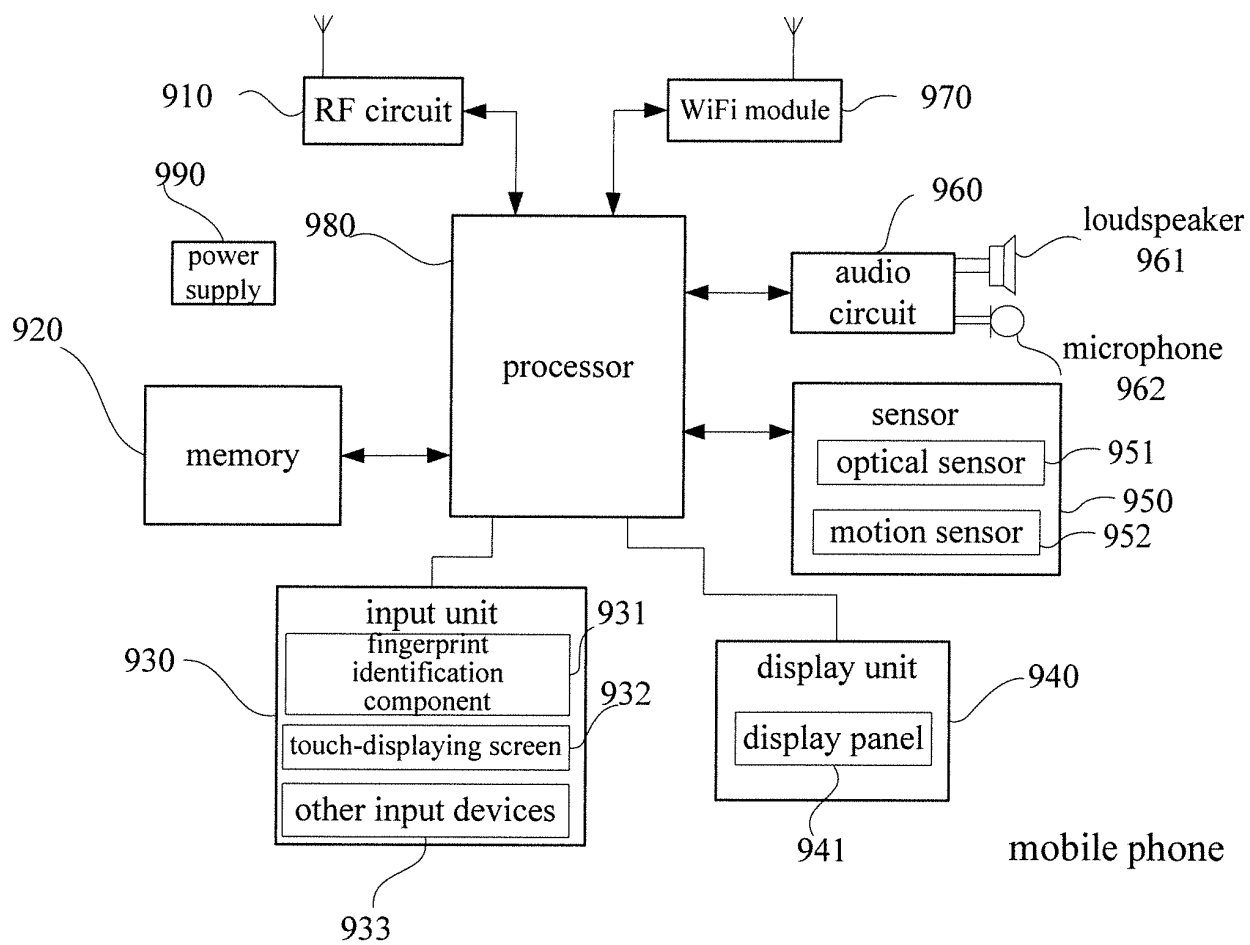 910
RF circuit
WiFi module
970
990
power
supply
980
processor
960
audio
circuit
loudspeaker
961
microphone
962
920
memory
sensor
optical sensor
951
950
motion sensor
952
input unit
931
fingerprint
identification
component
930
932
touch-displaying screen
other input devices
933
display unit
940
display panel
941
mobile phone